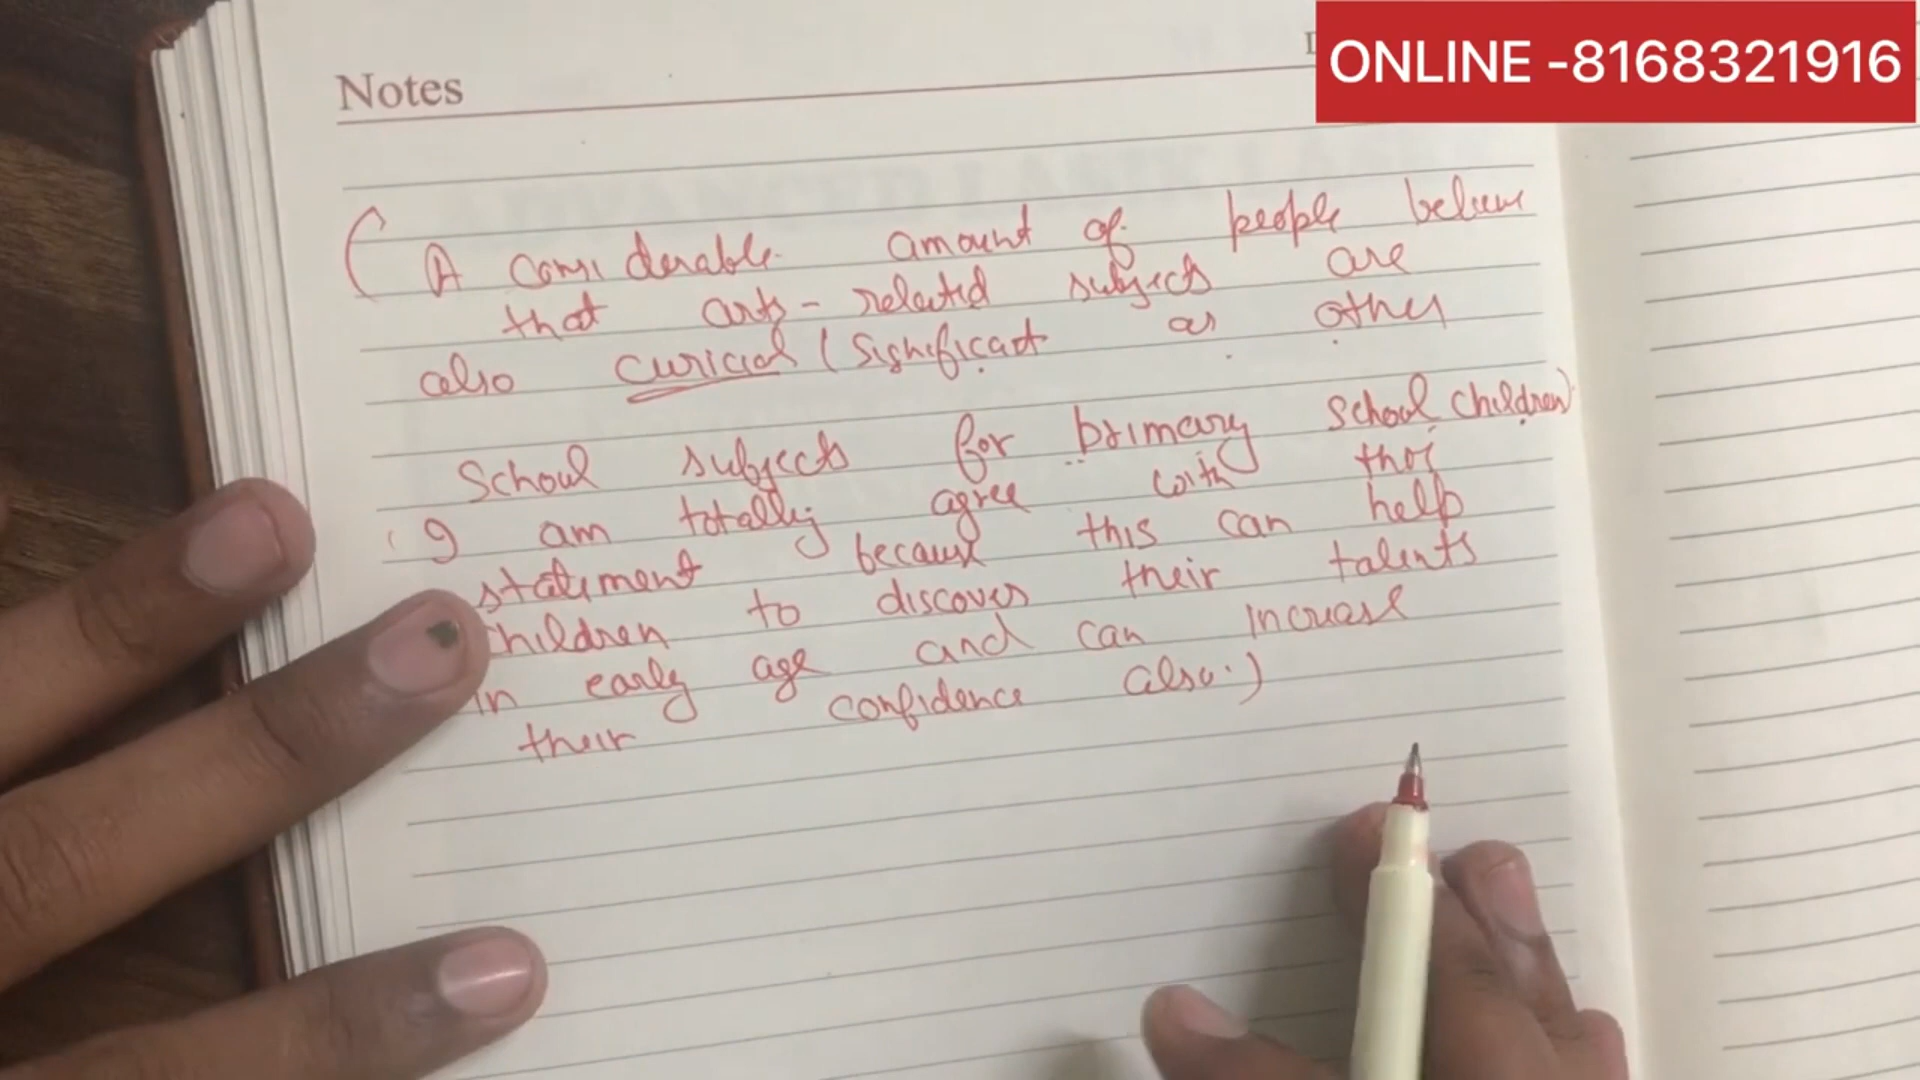 ONLINE -8168321916
Notes
( A considerable amount of people believe
that arts-related subjects are
also curicial (Significant as other
School subjects for primary School children)
( I am totally agree with this
statement because this can help
children to discover their talents
in early age and can increase
their confidence also.)